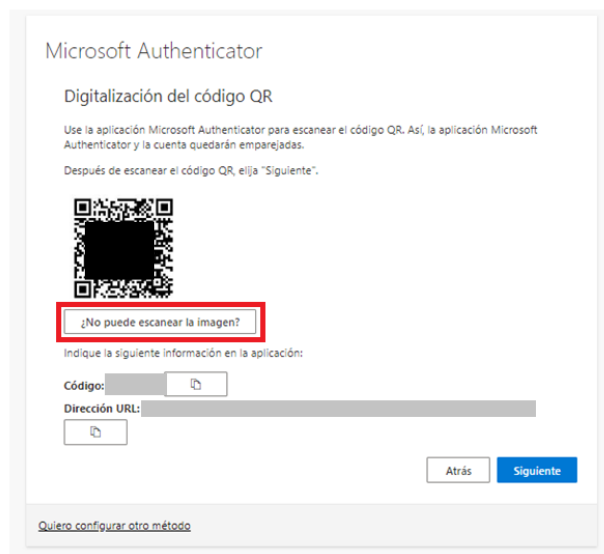 Microsoft Authenticator
Digitalización del código QR
Use la aplicación Microsoft Authenticator para escanear el código QR. Así, la aplicación Microsoft
Authenticator y la cuenta quedarán emparejadas.
Después de escanear el código QR, elija "Siguiente".
¿No puede escanear la imagen?
Indique la siguiente información en la aplicación:
Código:
Dirección URL:
Atrás Siguiente
Quiero configurar otro método